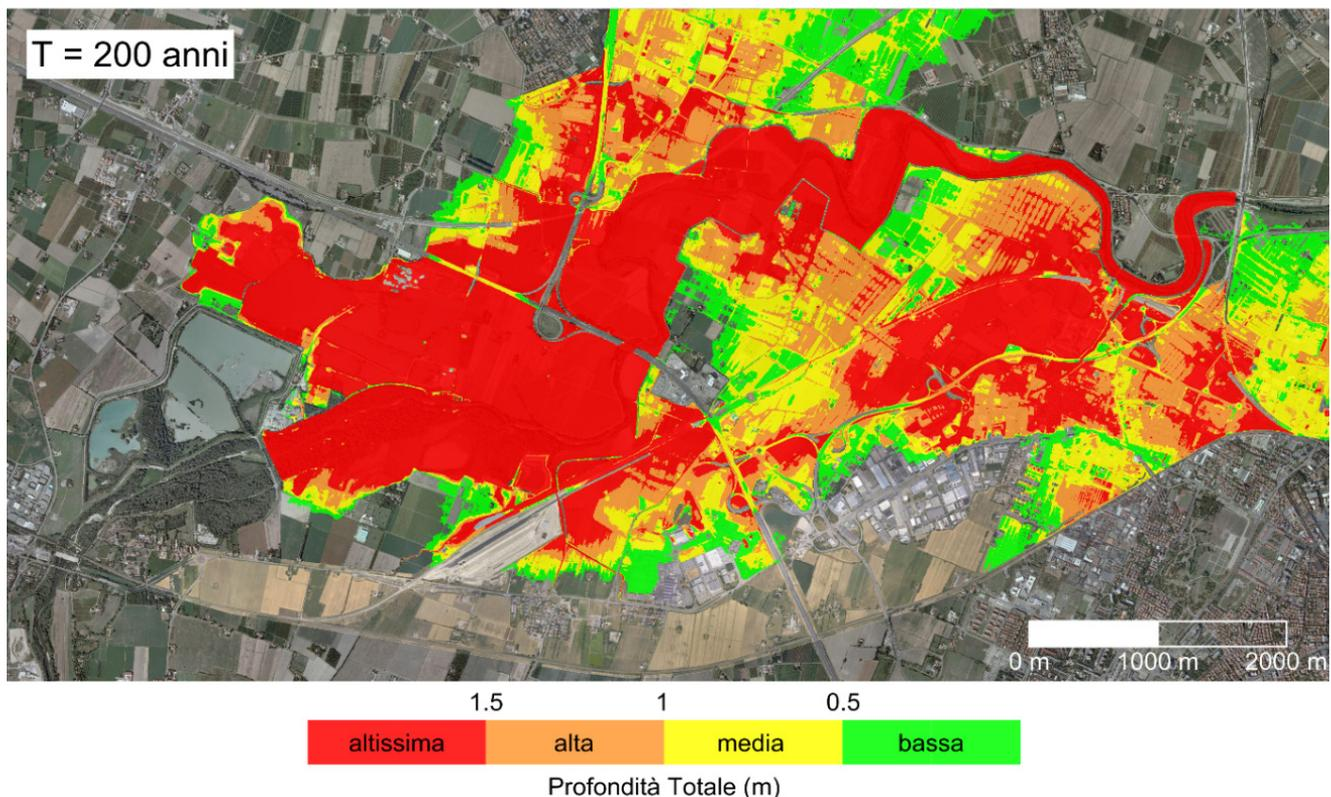 T = 200 anni
0 m 1000 m 2000 m
1.5 1 0.5
altissima alta media bassa
Profondità Totale (m)